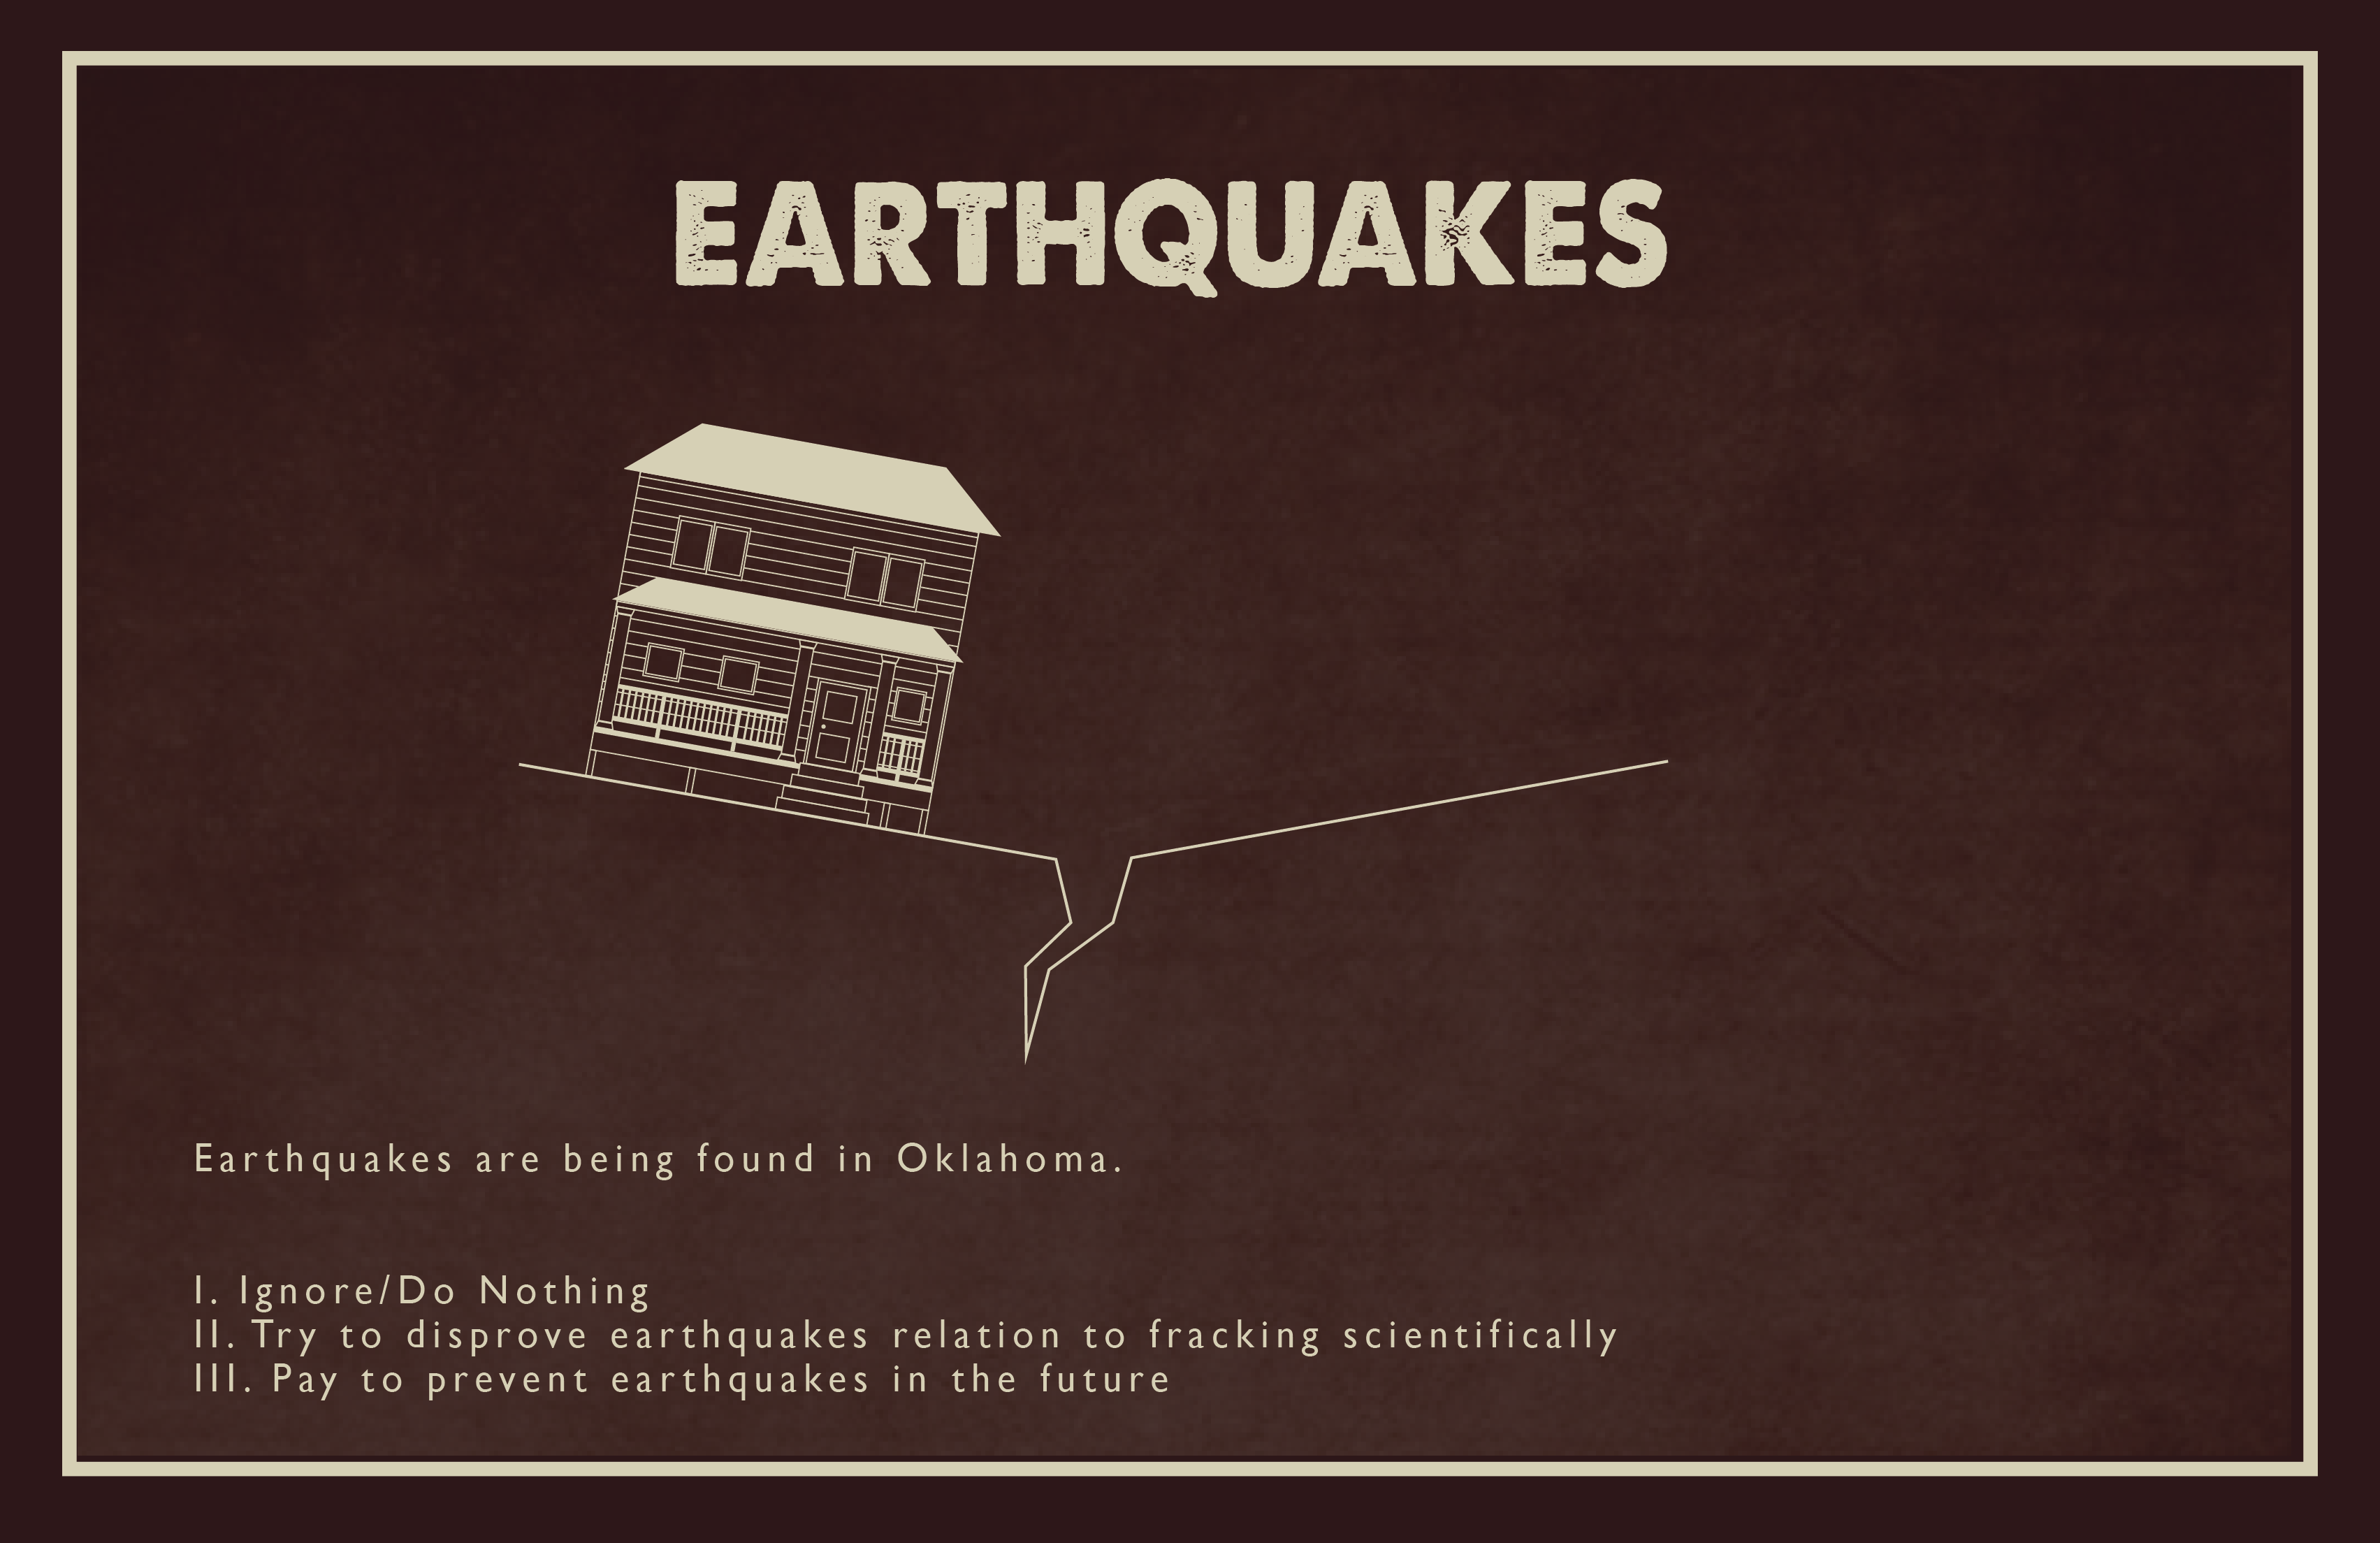 EARTHQUAKES
Earthquakes are being found in Oklahoma.
I. Ignore/Do Nothing
II. Try to disprove earthquakes relation to fracking scientifically
III. Pay to prevent earthquakes in the future